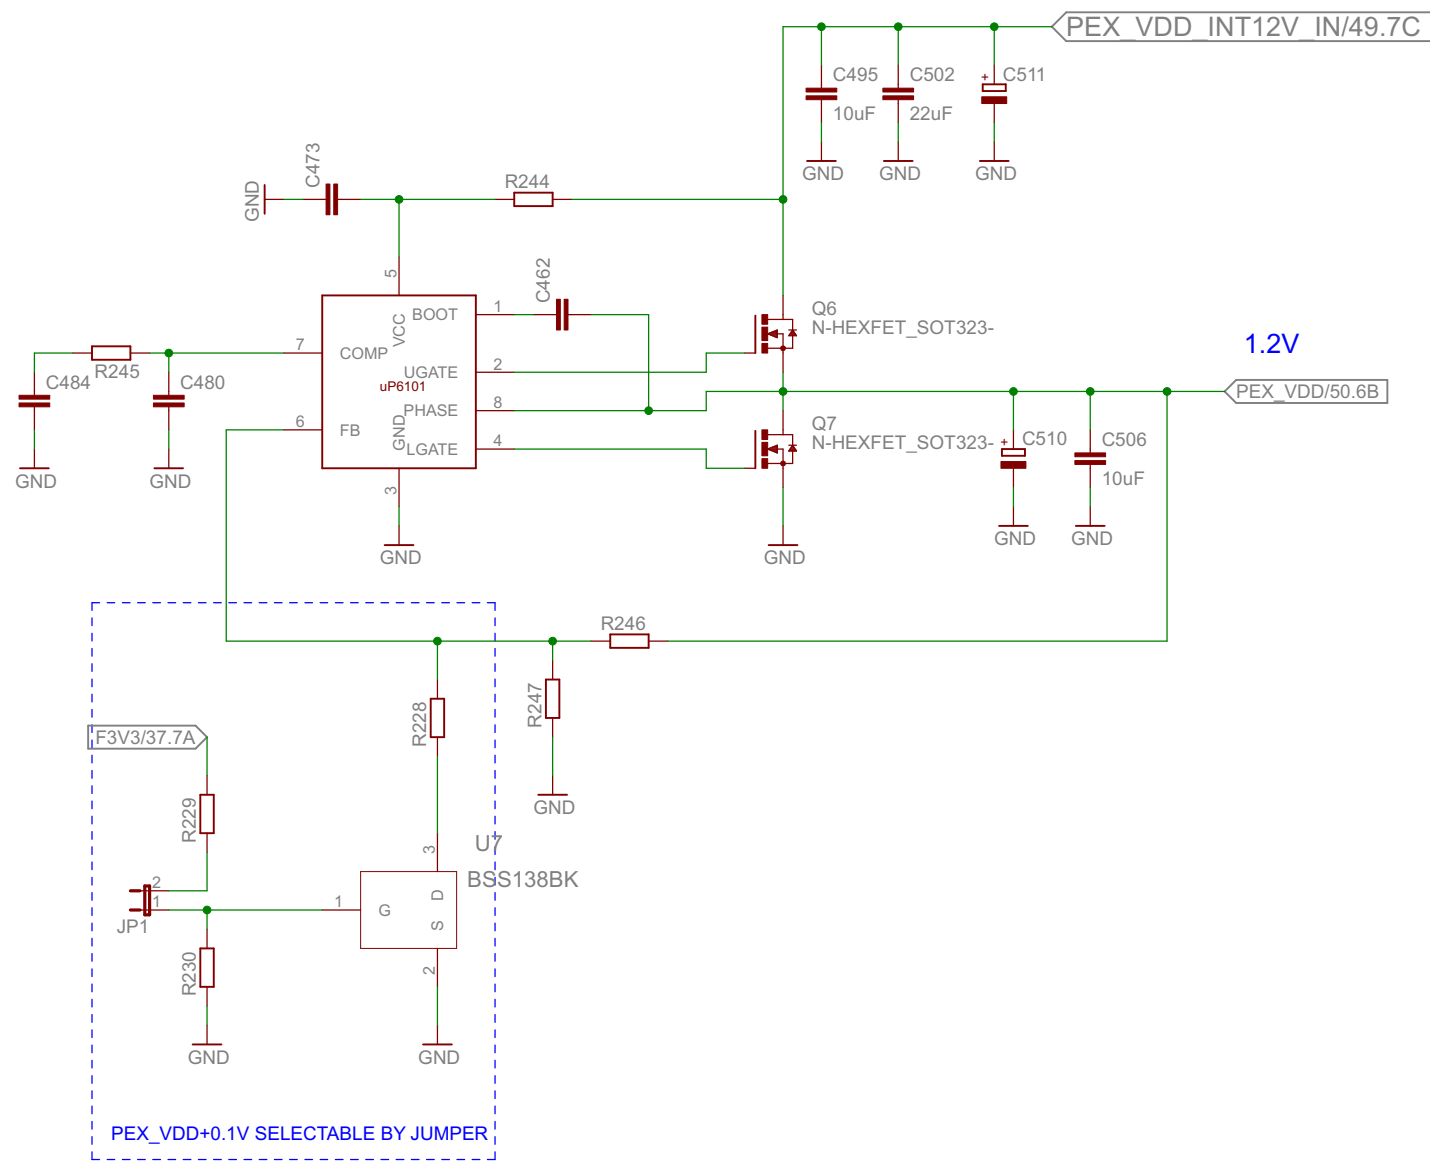 PEX_VDD_INT12V_IN/49.7C
C495
10uF
C502
22uF
+
C511
GND
GND
GND
C473
GND
R244
5
C462
BOOT
1
VCC
Q6
N-HEXFET_SOT323-
7
COMP
UGATE
2
uP6101
R245
C484
C480
GND
GND
PHASE
8
6
FB
GND
LGATE
4
3
GND
Q7
N-HEXFET_SOT323-
GND
1.2V
PEX_VDD/50.6B
+
C510
C506
10uF
GND
GND
R246
R247
GND
R228
F3V3/37.7A
R229
2
1
JP1
R230
GND
3
U7
BSS138BK
1
G
D
S
2
GND
PEX_VDD+0.1V SELECTABLE BY JUMPER